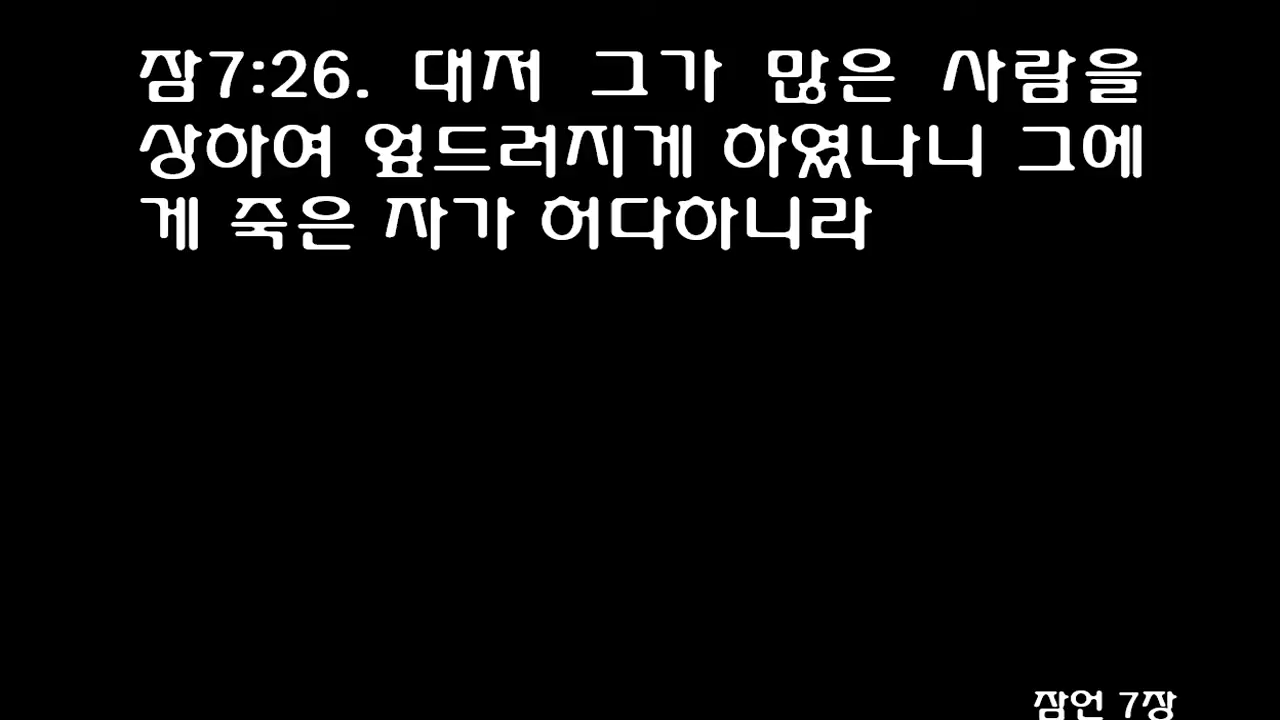 잠7:26. 대저 그가 많은 사람을
상하여 엎드러지게 하였나니 그에
게 죽은 자가 허다하니라
잠언 7장